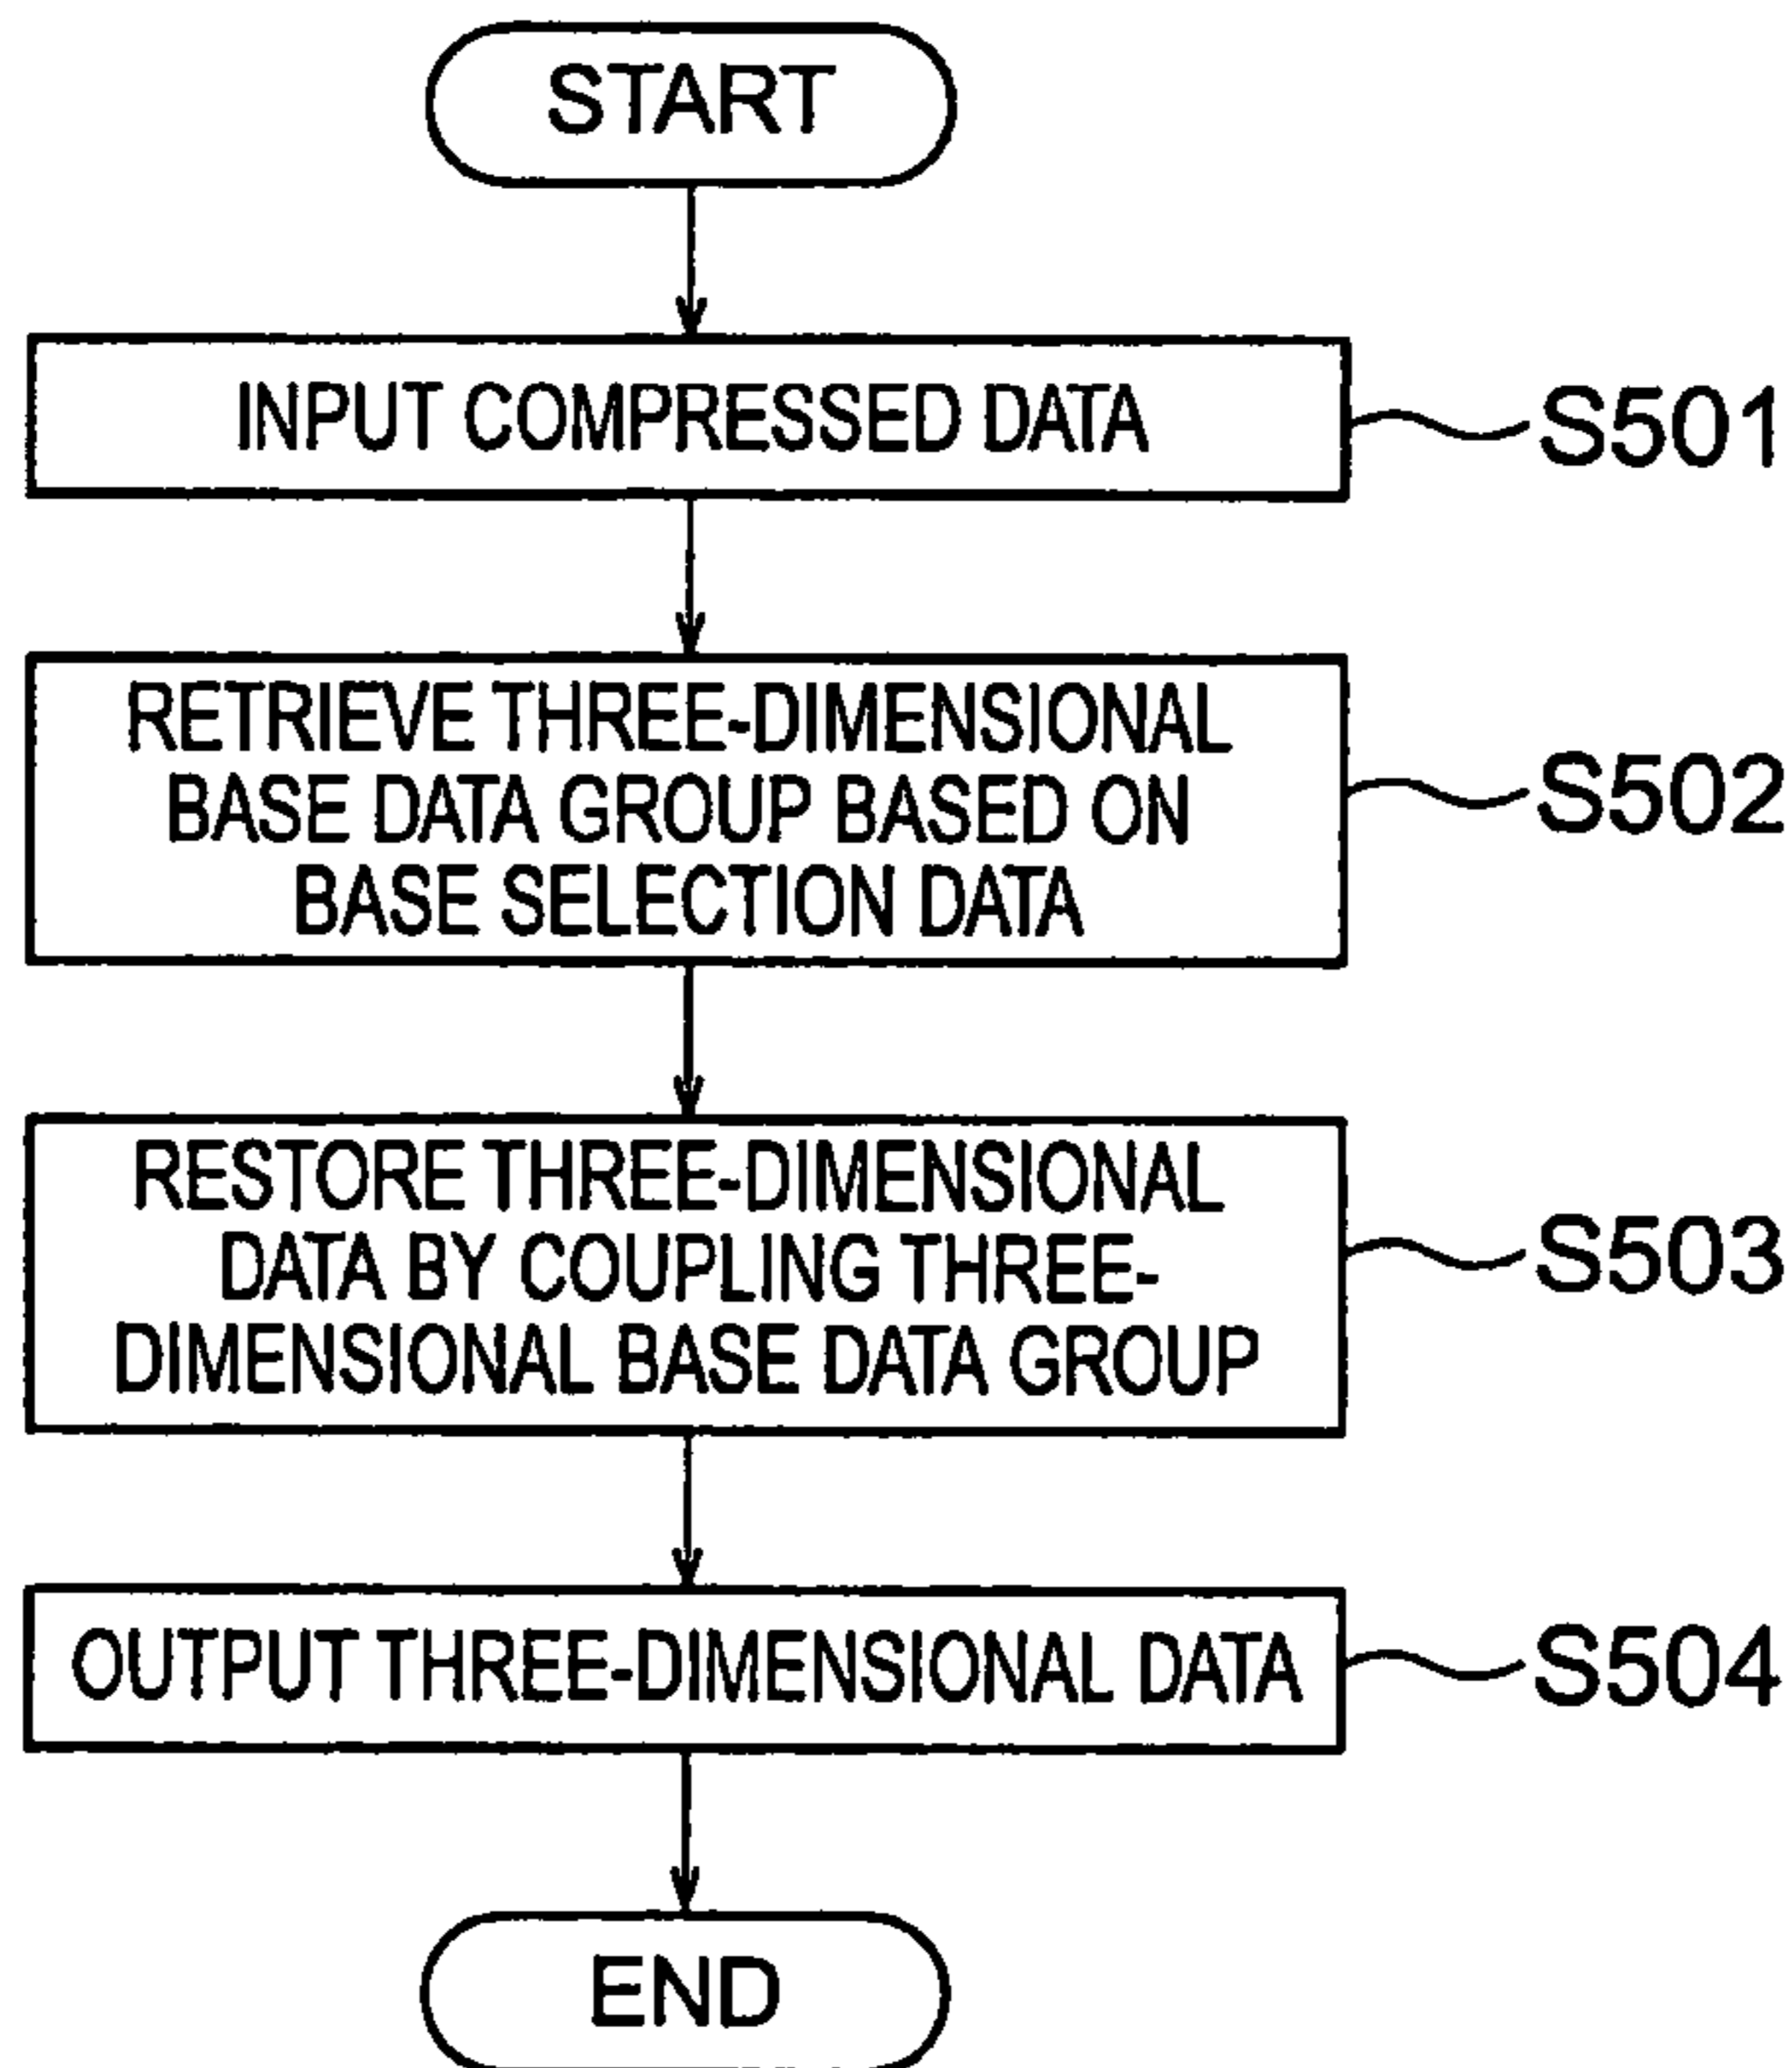 START
INPUT COMPRESSED DATA
S501
RETRIEVE THREE-DIMENSIONAL
BASE DATA GROUP BASED ON
BASE SELECTION DATA
S502
RESTORE THREE-DIMENSIONAL
DATA BY COUPLING THREE-
DIMENSIONAL BASE DATA GROUP
S503
OUTPUT THREE-DIMENSIONAL DATA
S504
END